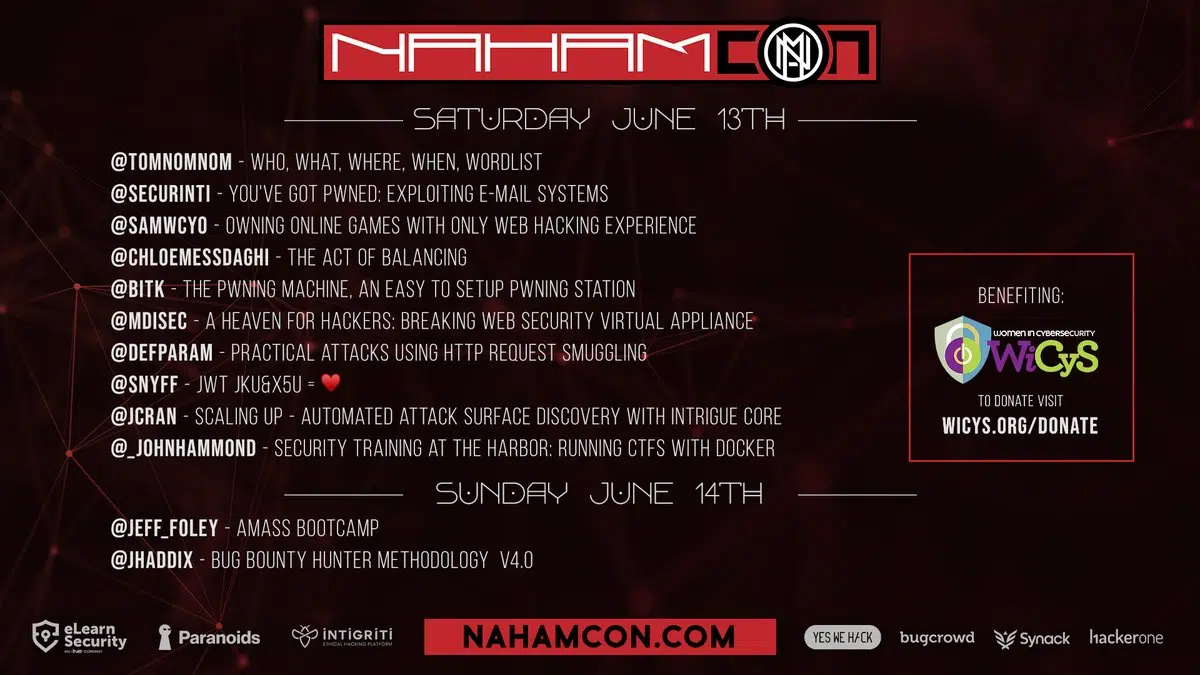 NAHAMCON
SATURDAY JUNE 13TH
@TOMNOMNOM - WHO, WHAT, WHERE, WHEN, WORDLIST
@SECURINTI - YOU'VE GOT PWNED: EXPLOITING E-MAIL SYSTEMS
@SAMWCYO - OWNING ONLINE GAMES WITH ONLY WEB HACKING EXPERIENCE
@CHLOEMESSDAGHI - THE ACT OF BALANCING
@BITK - THE PWNING MACHINE, AN EASY TO SETUP PWNING STATION
@MDISEC - A HEAVEN FOR HACKERS: BREAKING WEB SECURITY VIRTUAL APPLIANCE
@DEFPARAM - PRACTICAL ATTACKS USING HTTP REQUEST SMUGGLING
@SNYFF - JWT JKU&X5U = ❤️
@JCRAN - SCALING UP - AUTOMATED ATTACK SURFACE DISCOVERY WITH INTRIGUE CORE
@_JOHNHAMMOND - SECURITY TRAINING AT THE HARBOR: RUNNING CTFS WITH DOCKER
SUNDAY JUNE 14TH
@JEFF_FOLEY - AMASS BOOTCAMP
@JHADDIX - BUG BOUNTY HUNTER METHODOLOGY V4.0
BENEFITING:
WOMEN IN CYBERSECURITY
WiCyS
TO DONATE VISIT
WICYS.ORG/DONATE
eLearn
Security
AN INE COMPANY
Paranoids
INTIGRITI
ETHICAL HACKING PLATFORM
NAHAMCON.COM
YES WE H/CK
bugcrowd
Synack
hackerone